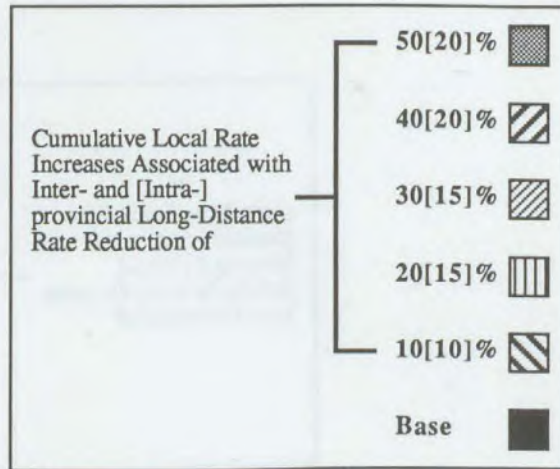 Cumulative Local Rate
Increases Associated with
Inter- and [Intra-]
provincial Long-Distance
Rate Reduction of
50[20]%
40[20]%
30[15]%
20[15]%
10[10]%
Base